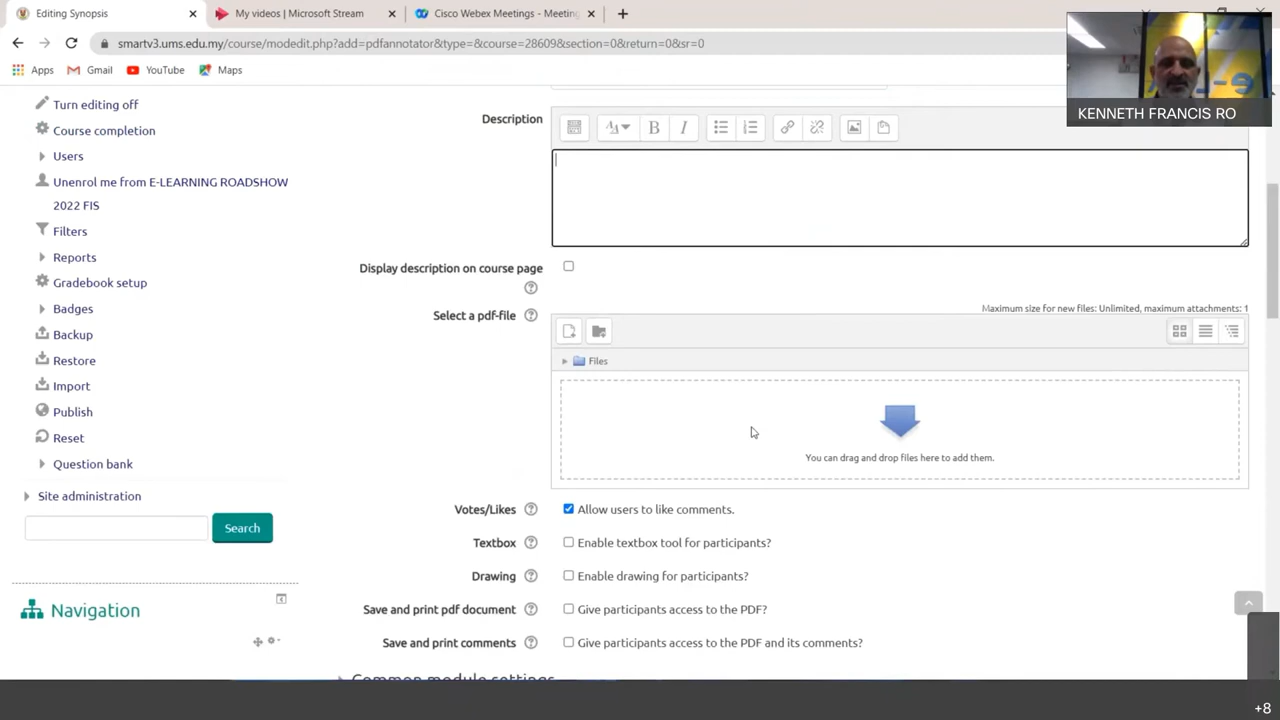 Editing Synopsis
My videos | Microsoft Stream
Cisco Webex Meetings - Meeting
smartv3.ums.edu.my/course/modedit.php?add=pdfannotator&type=&course=28609&section=0&return=0&sr=0
Apps
Gmail
YouTube
Maps
KENNETH FRANCIS RO
Turn editing off
Course completion
Users
Unenrol me from E-LEARNING ROADSHOW
2022 FIS
Filters
Reports
Gradebook setup
Badges
Backup
Restore
Import
Publish
Reset
Question bank
Site administration
Search
Navigation
Description
Display description on course page
Select a pdf-file
Maximum size for new files: Unlimited, maximum attachments: 1
Files
You can drag and drop files here to add them.
Votes/Likes
Allow users to like comments.
Textbox
Enable textbox tool for participants?
Drawing
Enable drawing for participants?
Save and print pdf document
Give participants access to the PDF?
Save and print comments
Give participants access to the PDF and its comments?
Common module settings
+8